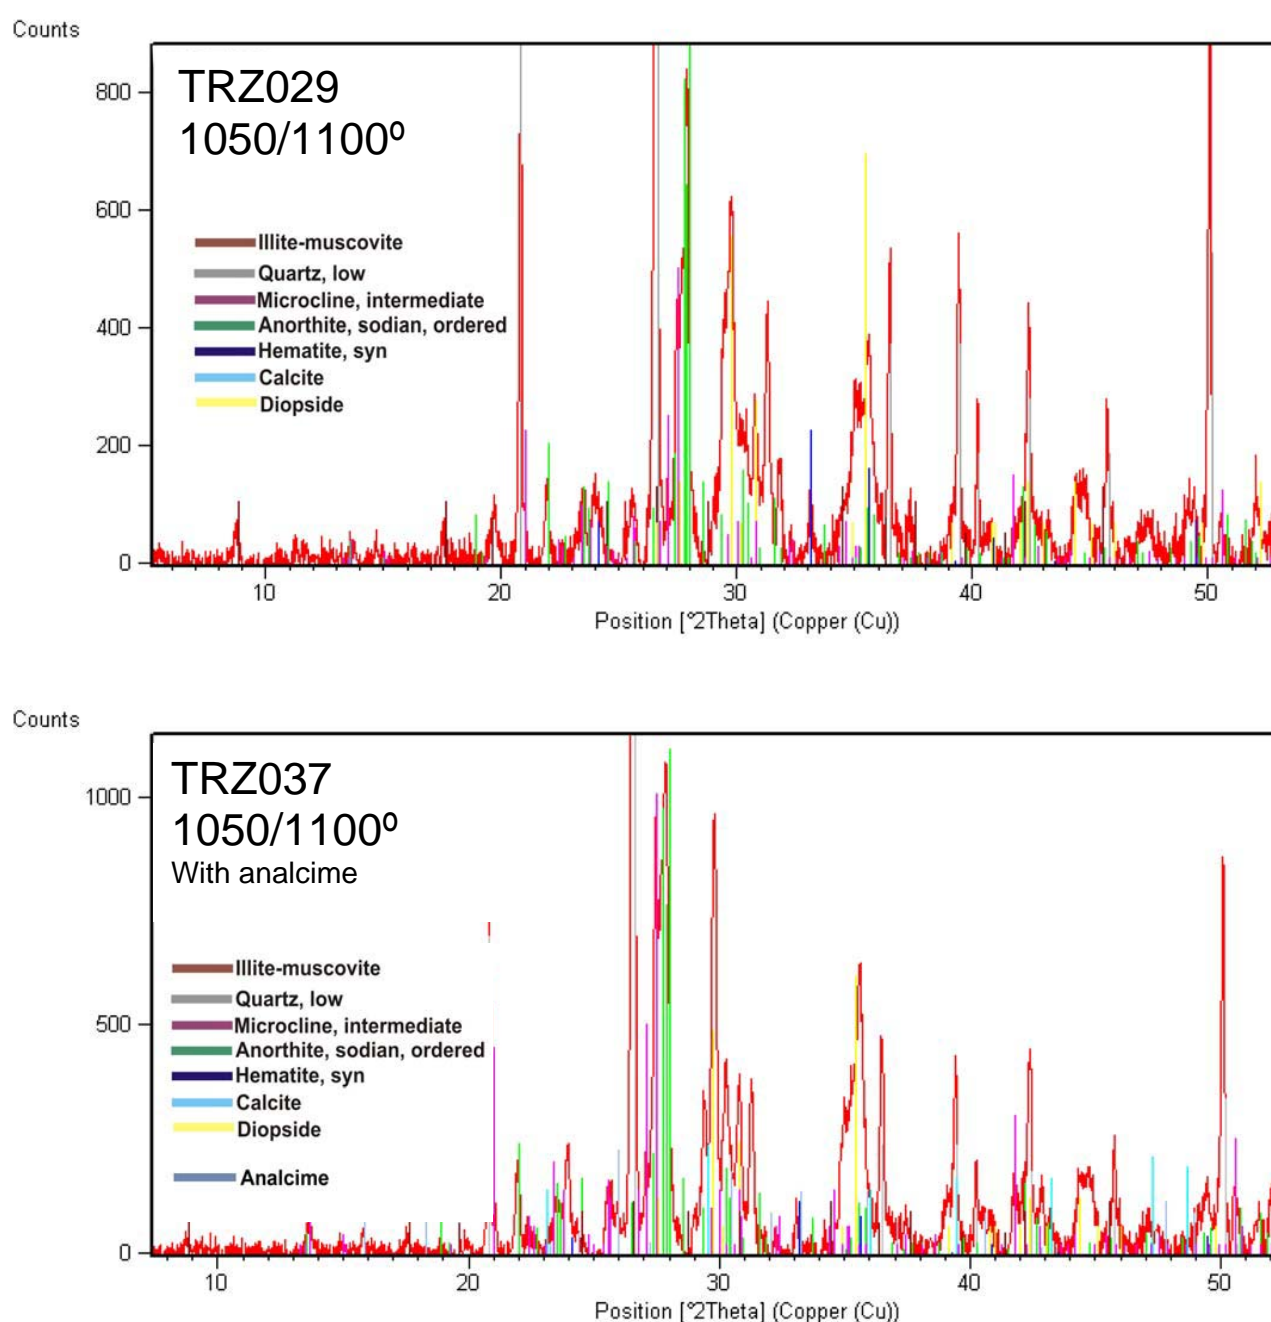 Counts
TRZ029
1050/1100º
800
600
400
200
0
Illite-muscovite
Quartz, low
Microcline, intermediate
Anorthite, sodian, ordered
Hematite, syn
Calcite
Diopside
10 20 30 40 50
Position [°2Theta] (Copper (Cu))
Counts
TRZ037
1050/1100º
With analcime
1000
500
0
Illite-muscovite
Quartz, low
Microcline, intermediate
Anorthite, sodian, ordered
Hematite, syn
Calcite
Diopside
Analcime
10 20 30 40 50
Position [°2Theta] (Copper (Cu))